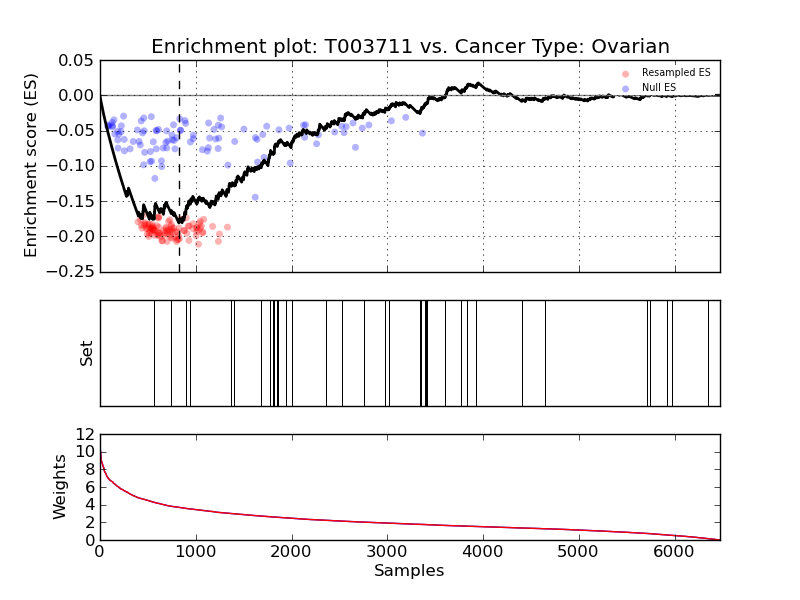 Enrichment plot: T003711 vs. Cancer Type: Ovarian
Enrichment score (ES)
0.05
0.00
−0.05
−0.10
−0.15
−0.20
−0.25
Resampled ES
Null ES
Set
Weights
12
10
8
6
4
2
0
0 1000 2000 3000 4000 5000 6000
Samples